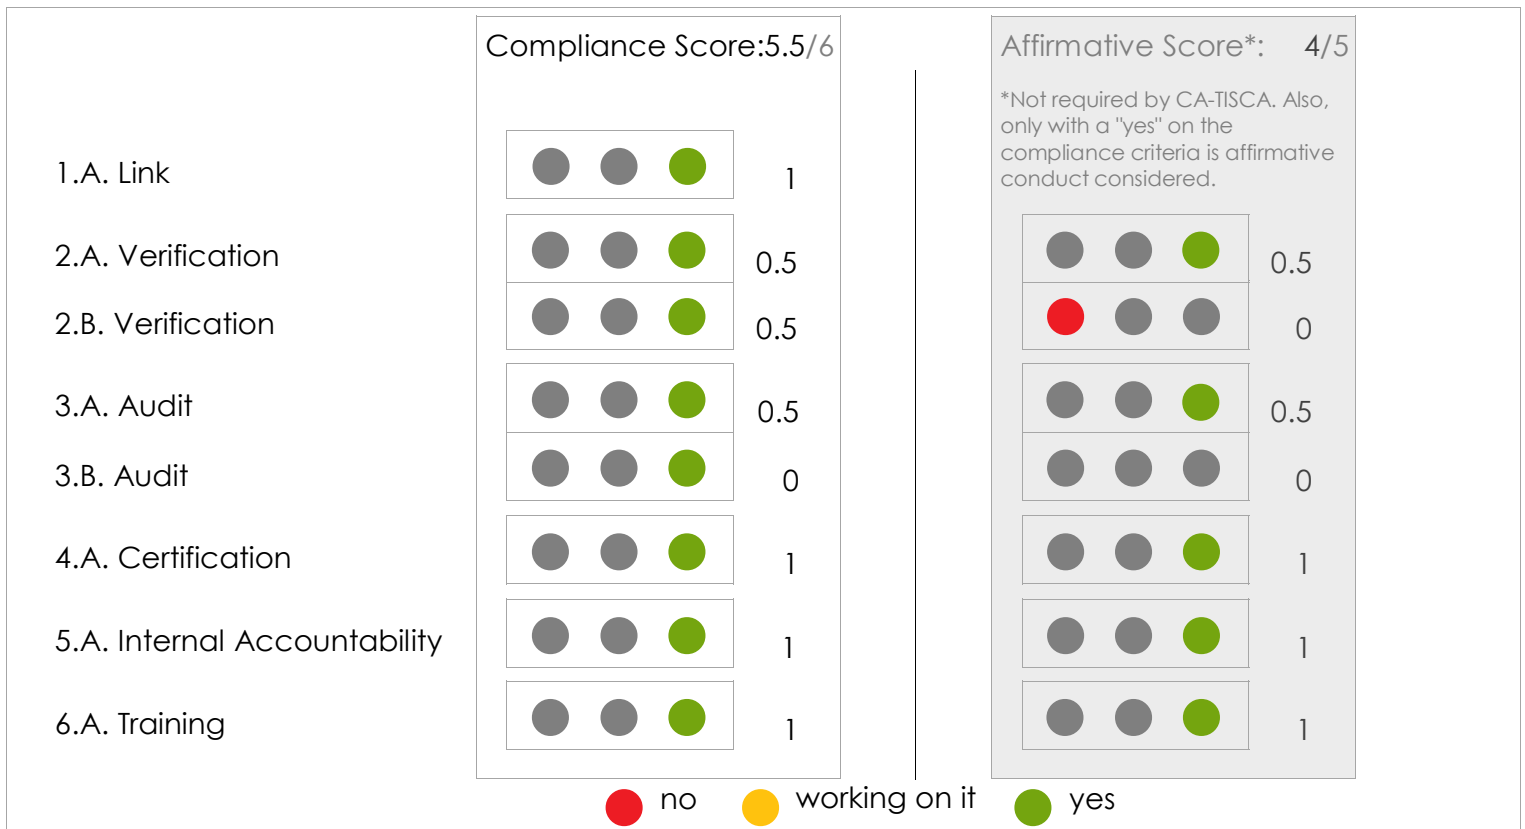 Compliance Score:5.5/6
Affirmative Score*: 4/5
*Not required by CA-TISCA. Also,
only with a "yes" on the
compliance criteria is affirmative
conduct considered.
1.A. Link 1
2.A. Verification 0.5 0.5
2.B. Verification 0.5 0
3.A. Audit 0.5 0.5
3.B. Audit 0 0
4.A. Certification 1 1
5.A. Internal Accountability 1 1
6.A. Training 1 1
no working on it yes